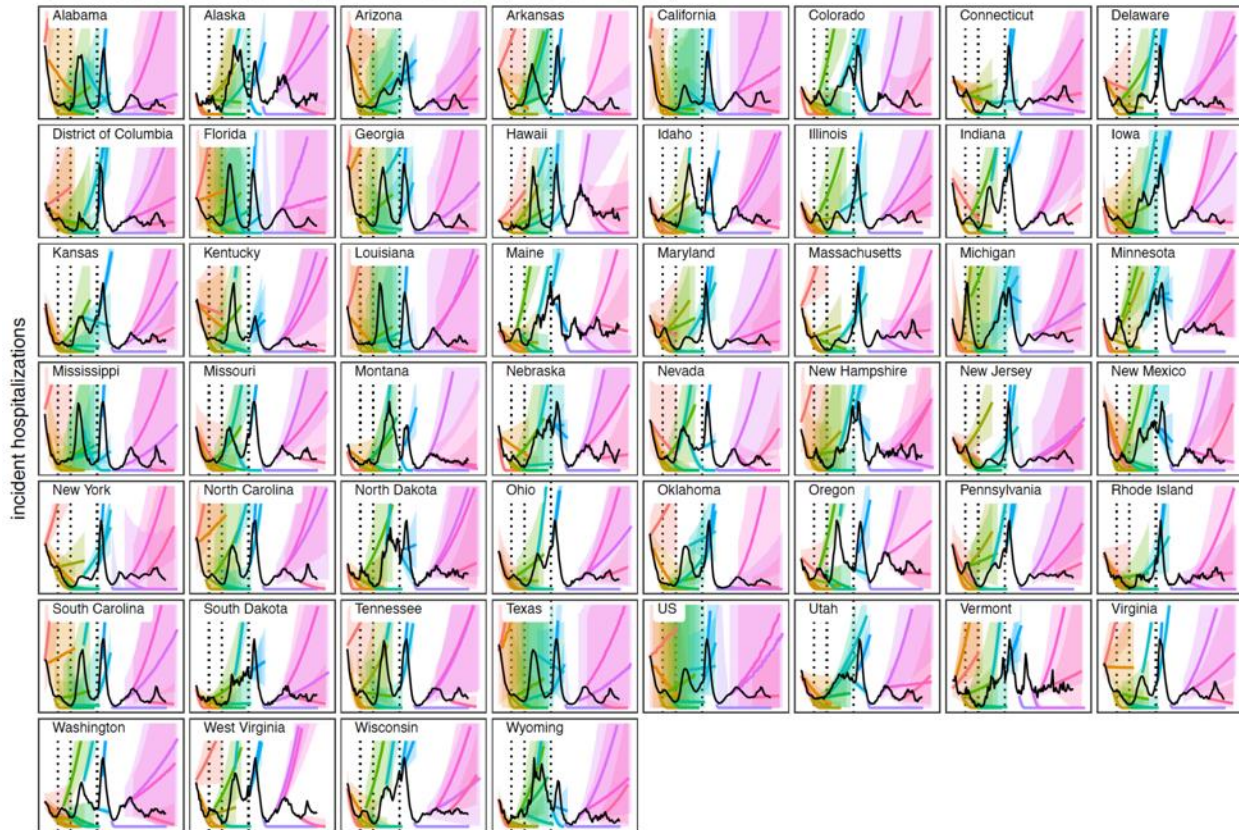 Alabama
Alaska
Arizona
Arkansas
California
Colorado
Connecticut
Delaware
District of Columbia
Florida
Georgia
Hawaii
Idaho
Illinois
Indiana
Iowa
Kansas
Kentucky
Louisiana
Maine
Maryland
Massachusetts
Michigan
Minnesota
Mississippi
Missouri
Montana
Nebraska
Nevada
New Hampshire
New Jersey
New Mexico
New York
North Carolina
North Dakota
Ohio
Oklahoma
Oregon
Pennsylvania
Rhode Island
South Carolina
South Dakota
Tennessee
Texas
US
Utah
Vermont
Virginia
Washington
West Virginia
Wisconsin
Wyoming
incident hospitalizations